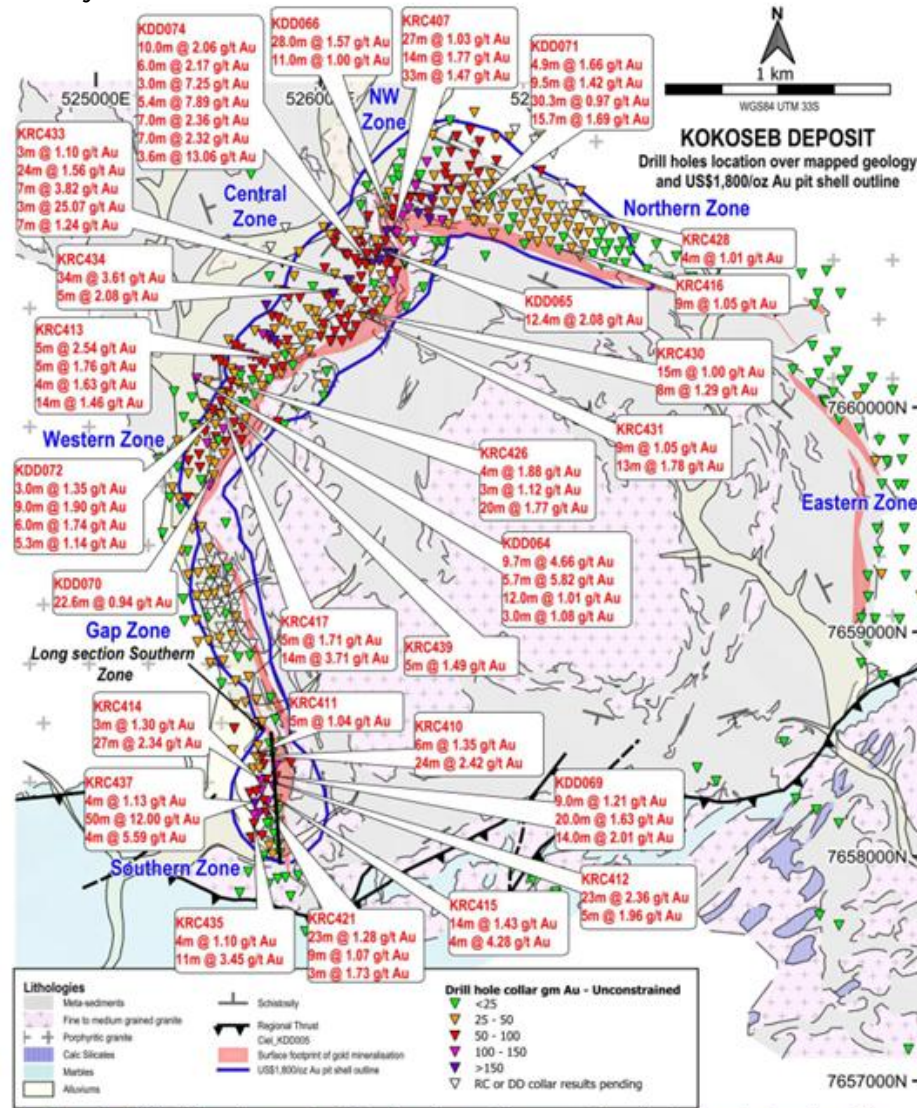 KDD074
10.0m @ 2.06 g/t Au
6.0m @ 2.17 g/t Au
3.0m @ 7.25 g/t Au
5.4m @ 7.89 g/t Au
7.0m @ 2.36 g/t Au
7.0m @ 2.32 g/t Au
3.6m @ 13.06 g/t Au
KDD066
28.0m @ 1.57 g/t Au
11.0m @ 1.00 g/t Au
KRC407
27m @ 1.03 g/t Au
14m @ 1.77 g/t Au
33m @ 1.47 g/t Au
KDD071
4.9m @ 1.66 g/t Au
9.5m @ 1.42 g/t Au
30.3m @ 0.97 g/t Au
15.7m @ 1.69 g/t Au
N
1 km
WGS84 UTM 33S
KOKOSEB DEPOSIT
Drill holes location over mapped geology
and US$1,800/oz Au pit shell outline
525000E
526000E
NW
Zone
KRC433
3m @ 1.10 g/t Au
24m @ 1.56 g/t Au
7m @ 3.82 g/t Au
3m @ 25.07 g/t Au
7m @ 1.24 g/t Au
Central
Zone
Northern Zone
KRC428
4m @ 1.01 g/t Au
KRC434
34m @ 3.61 g/t Au
5m @ 2.08 g/t Au
KRC416
9m @ 1.05 g/t Au
KDD065
12.4m @ 2.08 g/t Au
KRC413
5m @ 2.54 g/t Au
5m @ 1.76 g/t Au
4m @ 1.63 g/t Au
14m @ 1.46 g/t Au
KRC430
15m @ 1.00 g/t Au
8m @ 1.29 g/t Au
7660000N
Western Zone
KRC431
9m @ 1.05 g/t Au
13m @ 1.78 g/t Au
KRC426
4m @ 1.88 g/t Au
3m @ 1.12 g/t Au
20m @ 1.77 g/t Au
KDD072
3.0m @ 1.35 g/t Au
9.0m @ 1.90 g/t Au
6.0m @ 1.74 g/t Au
5.3m @ 1.14 g/t Au
Eastern Zone
KDD064
9.7m @ 4.66 g/t Au
5.7m @ 5.82 g/t Au
12.0m @ 1.01 g/t Au
3.0m @ 1.08 g/t Au
KDD070
22.6m @ 0.94 g/t Au
Gap Zone
Long section Southern
Zone
KRC417
5m @ 1.71 g/t Au
14m @ 3.71 g/t Au
KRC439
5m @ 1.49 g/t Au
7659000N
KRC414
3m @ 1.30 g/t Au
27m @ 2.34 g/t Au
KRC411
5m @ 1.04 g/t Au
KRC410
6m @ 1.35 g/t Au
24m @ 2.42 g/t Au
KRC437
4m @ 1.13 g/t Au
50m @ 12.00 g/t Au
4m @ 5.59 g/t Au
KDD069
9.0m @ 1.21 g/t Au
20.0m @ 1.63 g/t Au
14.0m @ 2.01 g/t Au
7658000N
Southern Zone
KRC412
23m @ 2.36 g/t Au
5m @ 1.96 g/t Au
KRC415
14m @ 1.43 g/t Au
4m @ 4.28 g/t Au
KRC435
4m @ 1.10 g/t Au
11m @ 3.45 g/t Au
KRC421
23m @ 1.28 g/t Au
9m @ 1.07 g/t Au
3m @ 1.73 g/t Au
Lithologies
Meta-sediments
Fine to medium grained granite
Porphyritic granite
Calc Silicates
Marbles
Alluviums
Schistosity
Regional Thrust
Ciel_KDD005
Surface footprint of gold mineralisation
US$1,800/oz Au pit shell outline
Drill hole collar gm Au - Unconstrained
<25
25 - 50
50 - 100
100 - 150
>150
RC or DD collar results pending
7657000N